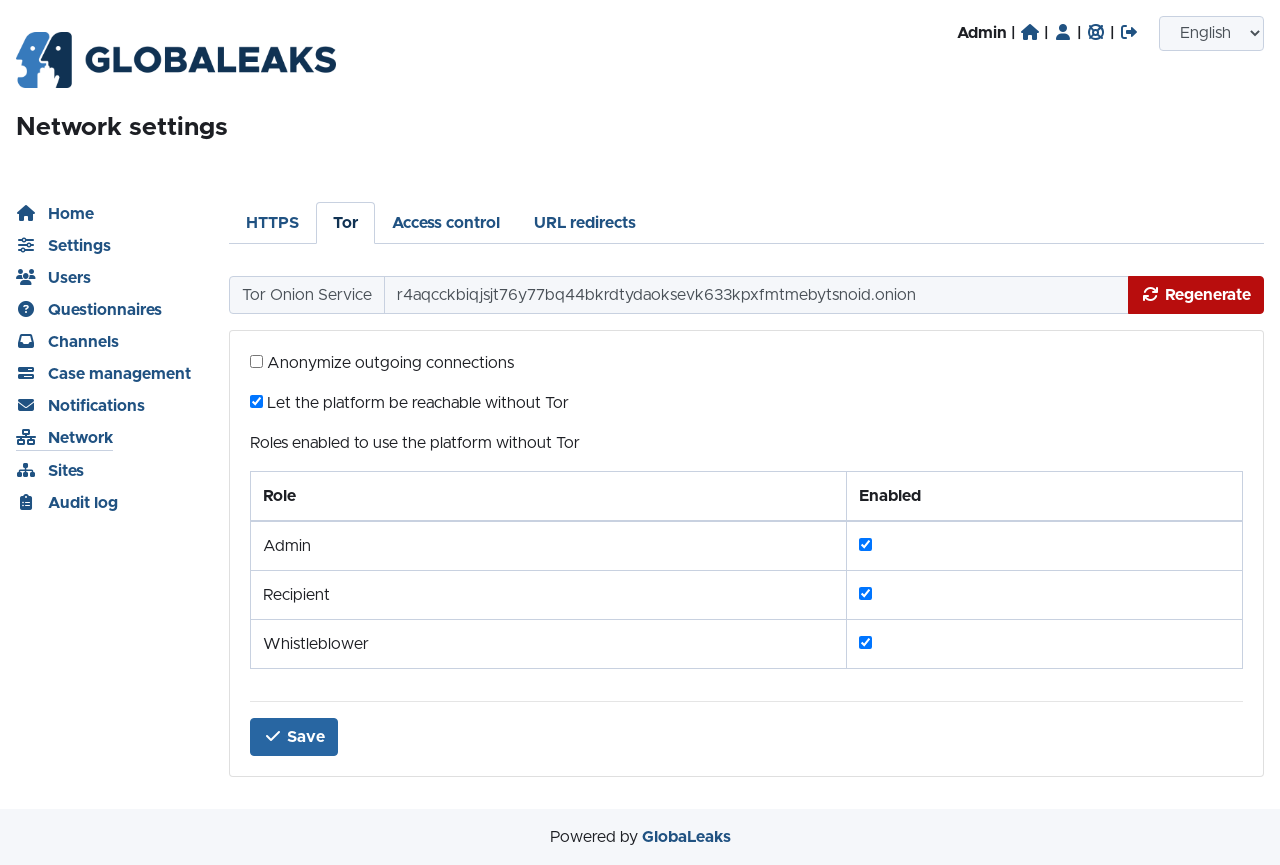 Admin | | | |
English
GLOBALEAKS
Network settings
Home
Settings
Users
Questionnaires
Channels
Case management
Notifications
Network
Sites
Audit log
HTTPS Tor Access control URL redirects
Tor Onion Service r4aqcckbiqjsjt76y77bq44bkrdtydaoksevk633kpxfmtmebytsnoid.onion Regenerate
Anonymize outgoing connections
Let the platform be reachable without Tor
Roles enabled to use the platform without Tor
Role Enabled
Admin
Recipient
Whistleblower
Save
Powered by GlobaLeaks